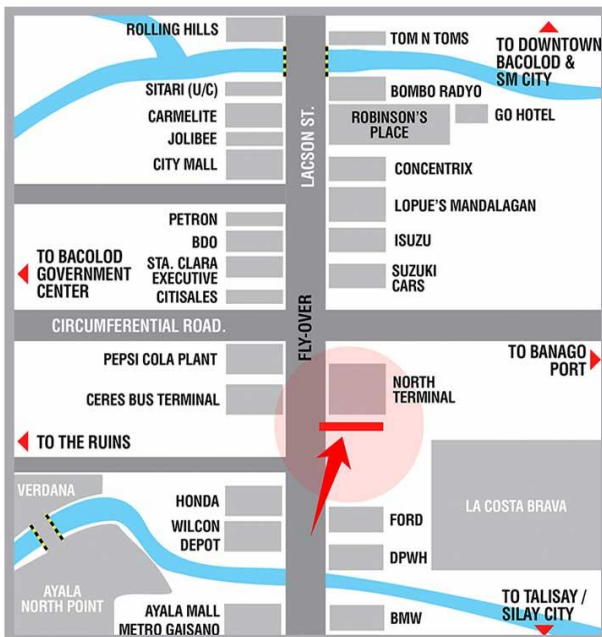 ROLLING HILLS
TOM N TOMS
TO DOWNTOWN
BACOLOD &
SM CITY
SITARI (U/C)
BOMBO RADYO
CARMELITE
ROBINSON'S
PLACE
GO HOTEL
JOLIBEE
CITY MALL
LACSON ST.
CONCENTRIX
LOPUE'S MANDALAGAN
PETRON
BDO
STA. CLARA
EXECUTIVE
CITISALES
ISUZU
SUZUKI
CARS
TO BACOLOD
GOVERNMENT
CENTER
CIRCUMFERENTIAL ROAD.
FLY-OVER
PEPSI COLA PLANT
CERES BUS TERMINAL
NORTH
TERMINAL
TO BANAGO
PORT
TO THE RUINS
VERDANA
HONDA
WILCON
DEPOT
FORD
DPWH
LA COSTA BRAVA
AYALA
NORTH POINT
AYALA MALL
METRO GAISANO
BMW
TO TALISAY /
SILAY CITY